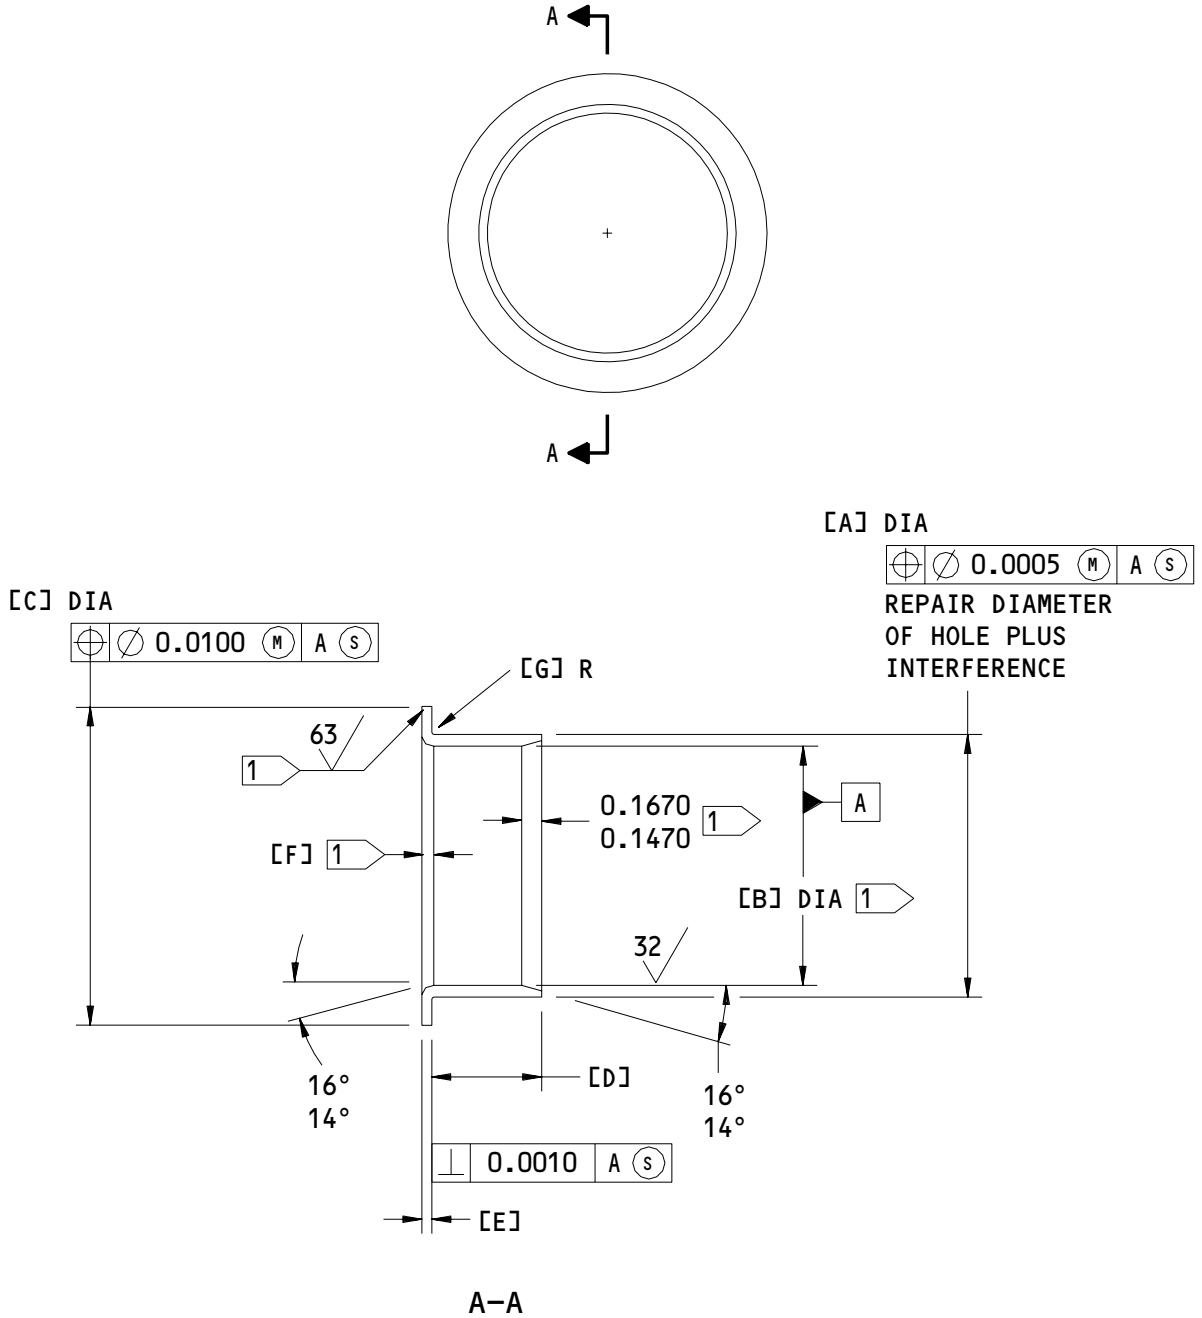 A
A
[A] DIA
⌖ ⌀ 0.0005 Ⓜ A Ⓢ
REPAIR DIAMETER
OF HOLE PLUS
INTERFERENCE
[C] DIA
⌖ ⌀ 0.0100 Ⓜ A Ⓢ
[G] R
63
1
0.1670
0.1470
1
A
[F] 1
[B] DIA 1
32
16°
14°
[D]
16°
14°
⊥ 0.0010 A Ⓢ
[E]
A-A